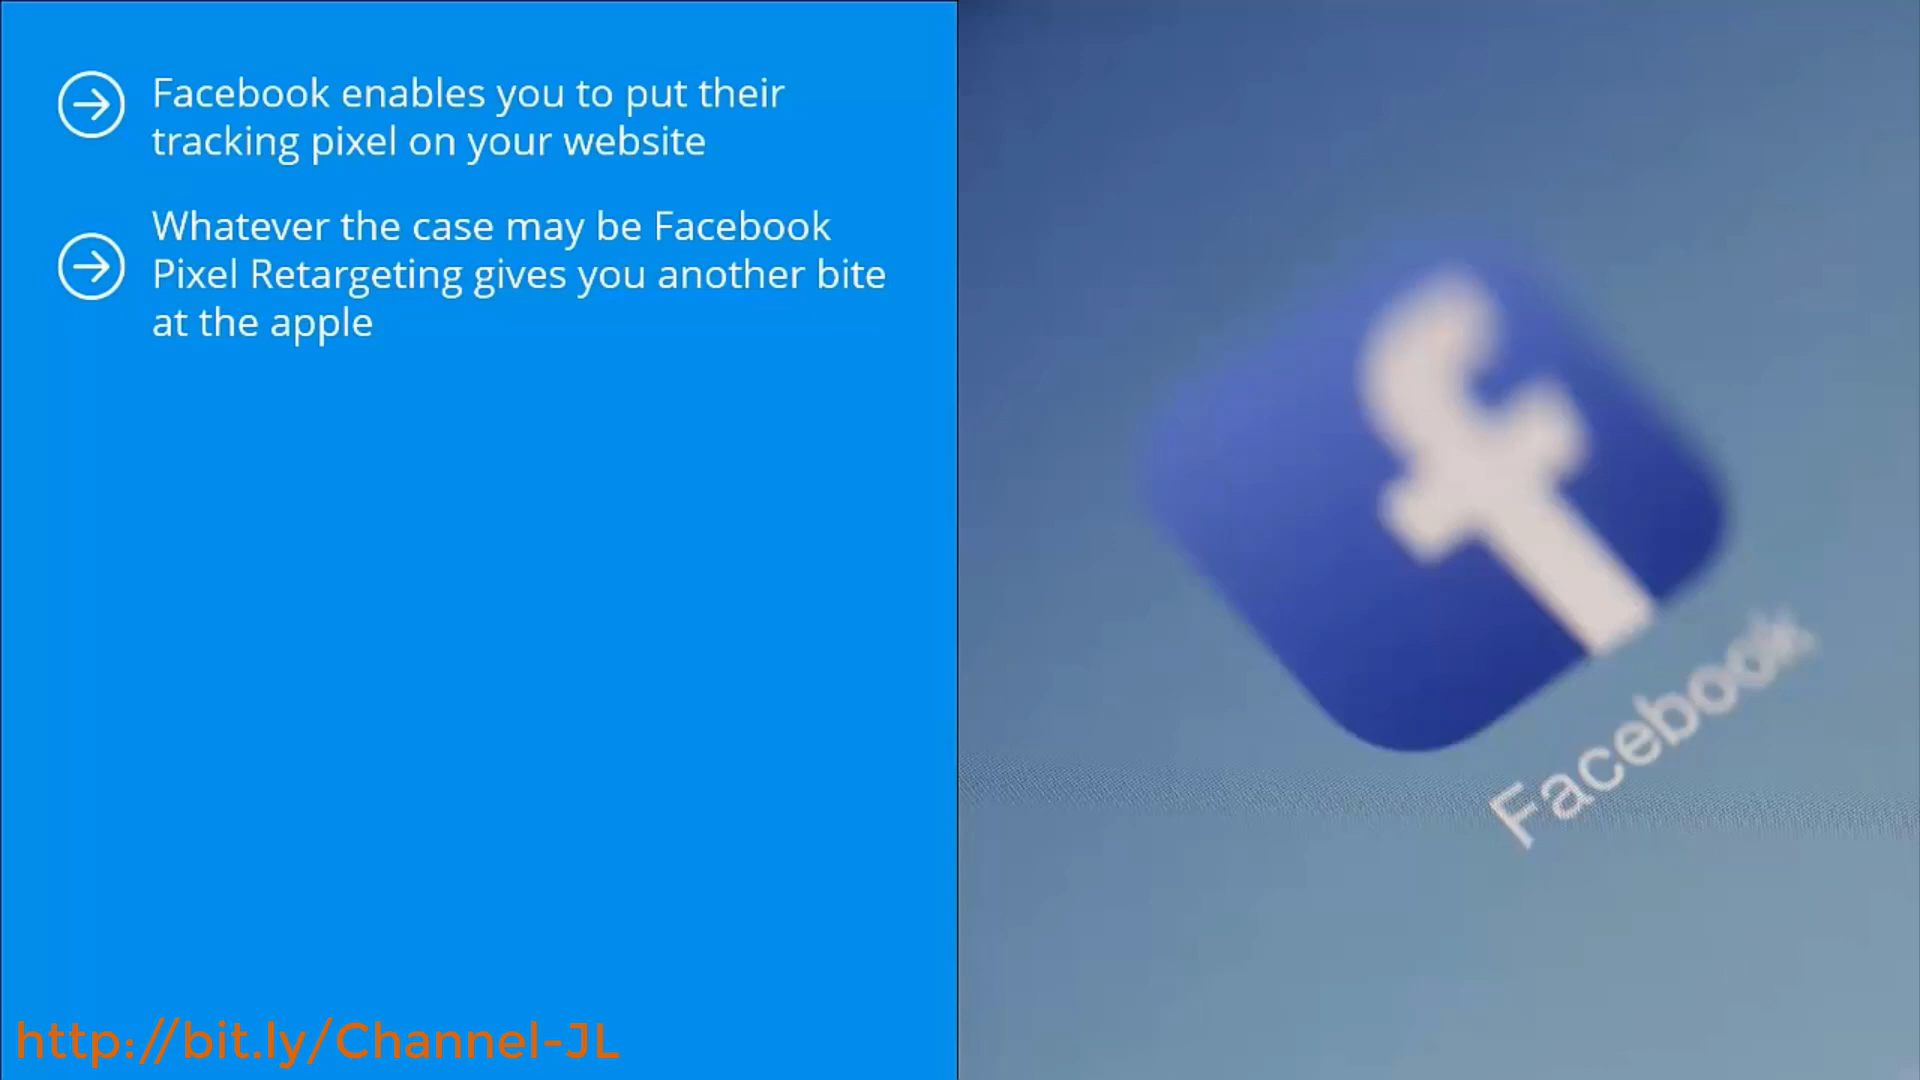 Facebook enables you to put their
tracking pixel on your website
Whatever the case may be Facebook
Pixel Retargeting gives you another bite
at the apple
f
Facebook
http://bit.ly/Channel-JL